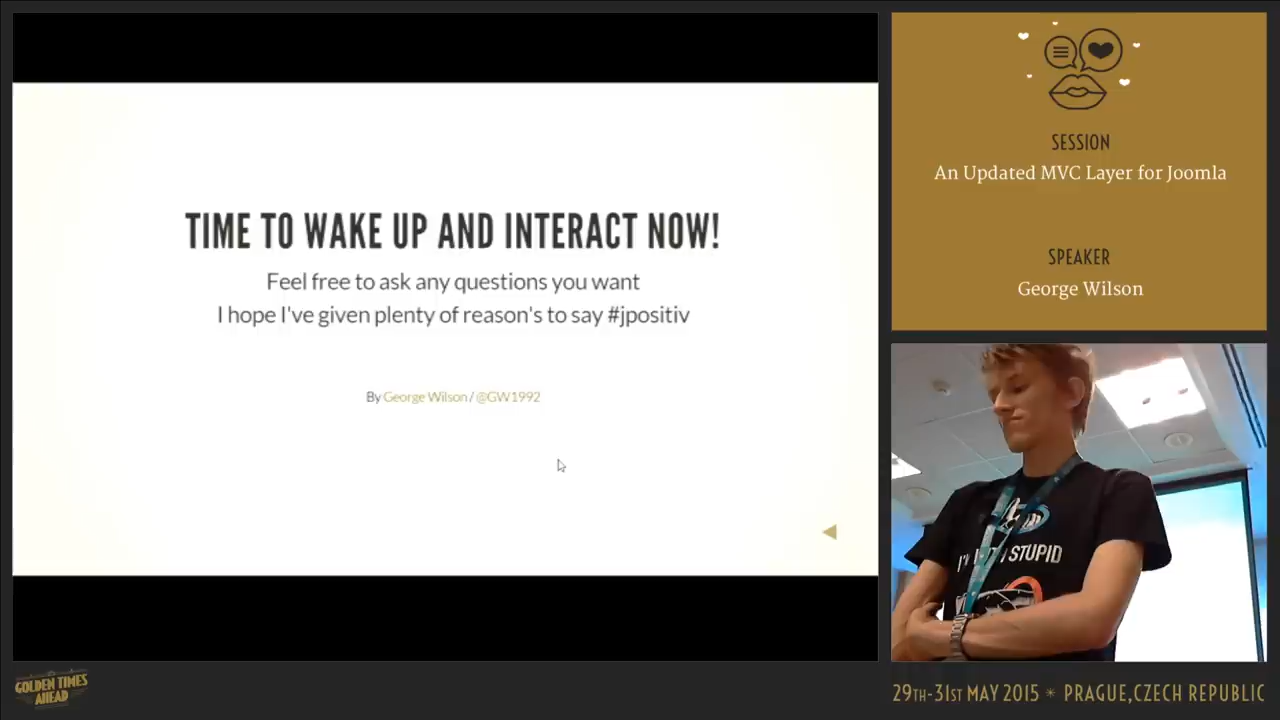 TIME TO WAKE UP AND INTERACT NOW!
Feel free to ask any questions you want
I hope I've given plenty of reason's to say #jpositiv
By George Wilson / @GW1992
SESSION
An Updated MVC Layer for Joomla
SPEAKER
George Wilson
STUPID
GOLDEN TIMES
AHEAD
29TH-31ST MAY 2015 * PRAGUE,CZECH REPUBLIC